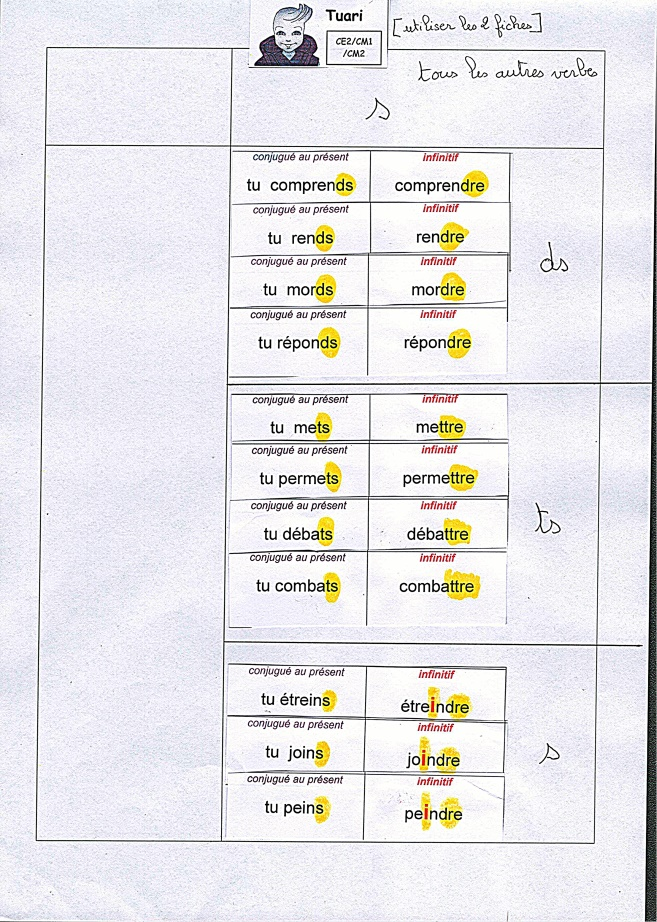 Tuari
[utiliser les 2 fiches]
CE2/CM1
/CM2
tous les autres verbes
s
conjugué au présent infinitif
tu comprends comprendre
conjugué au présent infinitif
tu rends rendre
ds
conjugué au présent infinitif
tu mords mordre
conjugué au présent infinitif
tu réponds répondre
conjugué au présent infinitif
tu mets mettre
conjugué au présent infinitif
tu permets permettre
conjugué au présent infinitif
ts
tu débats débattre
conjugué au présent infinitif
tu combats combattre
conjugué au présent infinitif
tu étreins étreindre
conjugué au présent infinitif
tu joins joindre
s
conjugué au présent infinitif
tu peins peindre